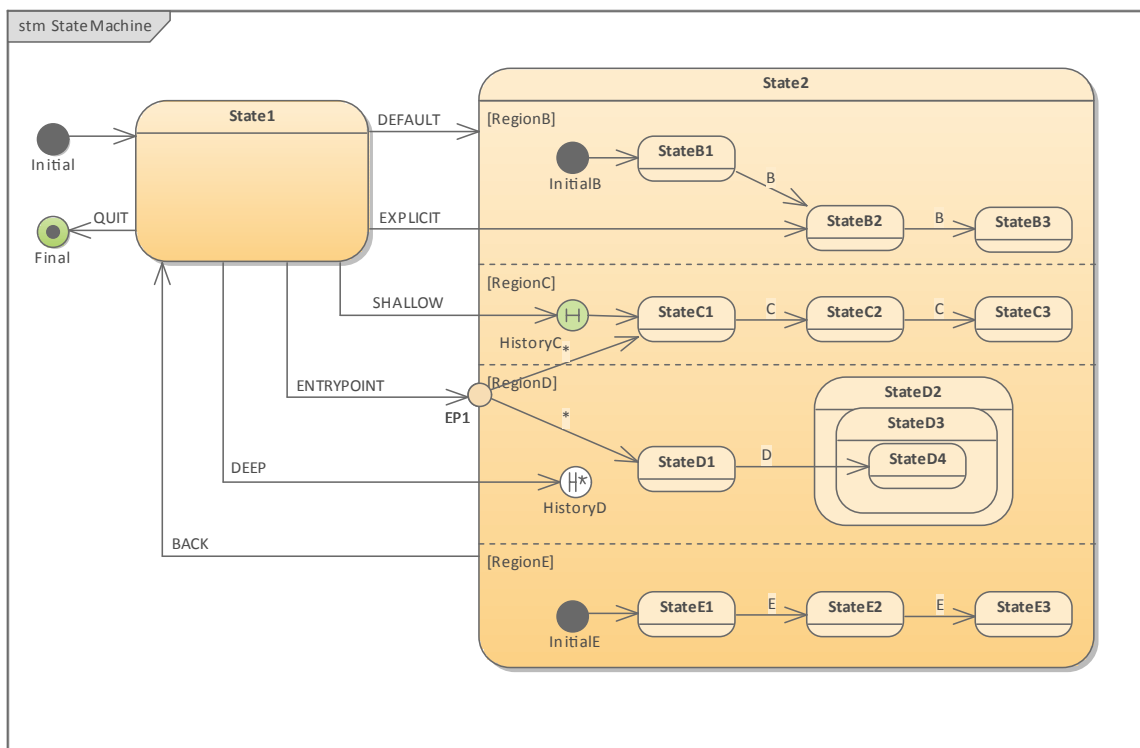 stm StateMachine
State2
State1
DEFAULT
[RegionB]
Initial
StateB1
InitialB
B
QUIT
EXPLICIT
StateB2
B
StateB3
Final
[RegionC]
SHALLOW
H
StateC1
C
StateC2
C
StateC3
HistoryC
*
ENTRYPOINT
[RegionD]
EP1
*
StateD2
StateD3
StateD1
D
StateD4
DEEP
H*
HistoryD
BACK
[RegionE]
StateE1
E
StateE2
E
StateE3
InitialE